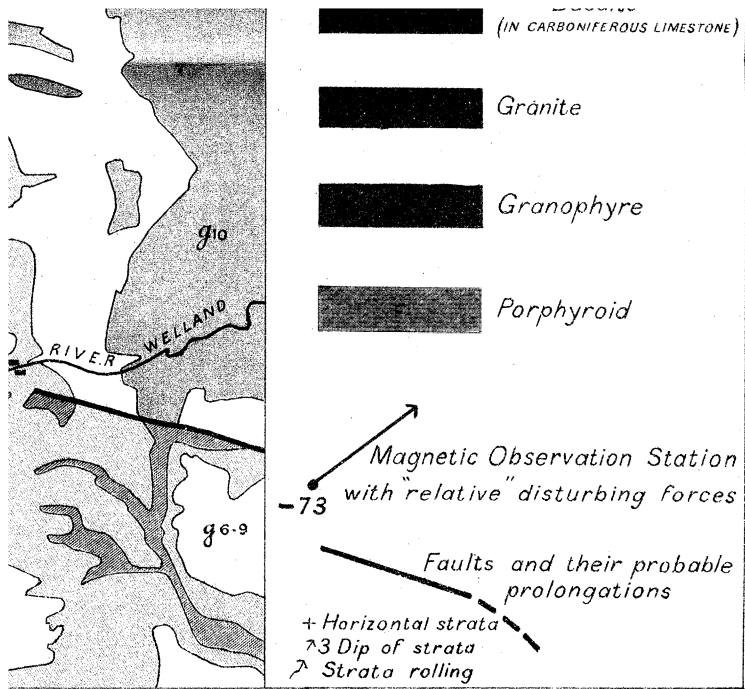 (IN CARBONIFEROUS LIMESTONE)
Granite
Granophyre
Porphyroid
g10
RIVER WELLAND
g6-9
Magnetic Observation Station
with "relative" disturbing forces
-73
Faults and their probable
prolongations
+ Horizontal strata
↗3 Dip of strata
Strata rolling